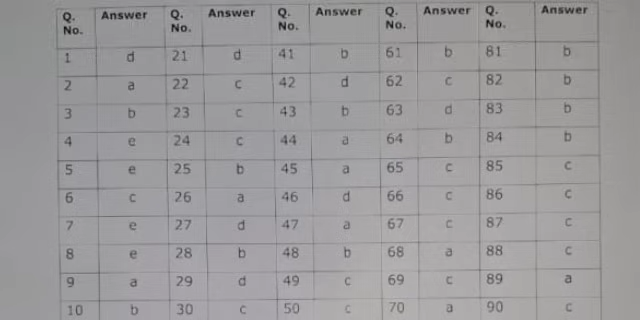 Q. No. Answer Q. No. Answer Q. No. Answer Q. No. Answer Q. No. Answer
1 d 21 d 41 b 61 b 81 b
2 a 22 c 42 d 62 c 82 b
3 b 23 c 43 b 63 d 83 b
4 e 24 c 44 a 64 b 84 b
5 e 25 b 45 a 65 c 85 c
6 c 26 a 46 d 66 c 86 c
7 e 27 d 47 a 67 c 87 c
8 e 28 b 48 b 68 a 88 c
9 a 29 d 49 c 69 c 89 a
10 b 30 c 50 c 70 a 90 c